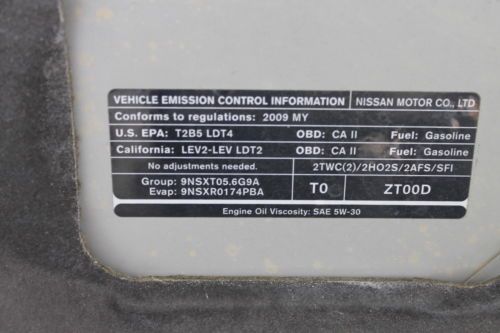 VEHICLE EMISSION CONTROL INFORMATION NISSAN MOTOR CO., LTD
Conforms to regulations: 2009 MY
U.S. EPA: T2B5 LDT4 OBD: CA II Fuel: Gasoline
California: LEV2-LEV LDT2 OBD: CA II Fuel: Gasoline
No adjustments needed. 2TWC(2)/2HO2S/2AFS/SFI
Group: 9NSXT05.6G9A
Evap: 9NSXR0174PBA
T0 ZT00D
Engine Oil Viscosity: SAE 5W-30